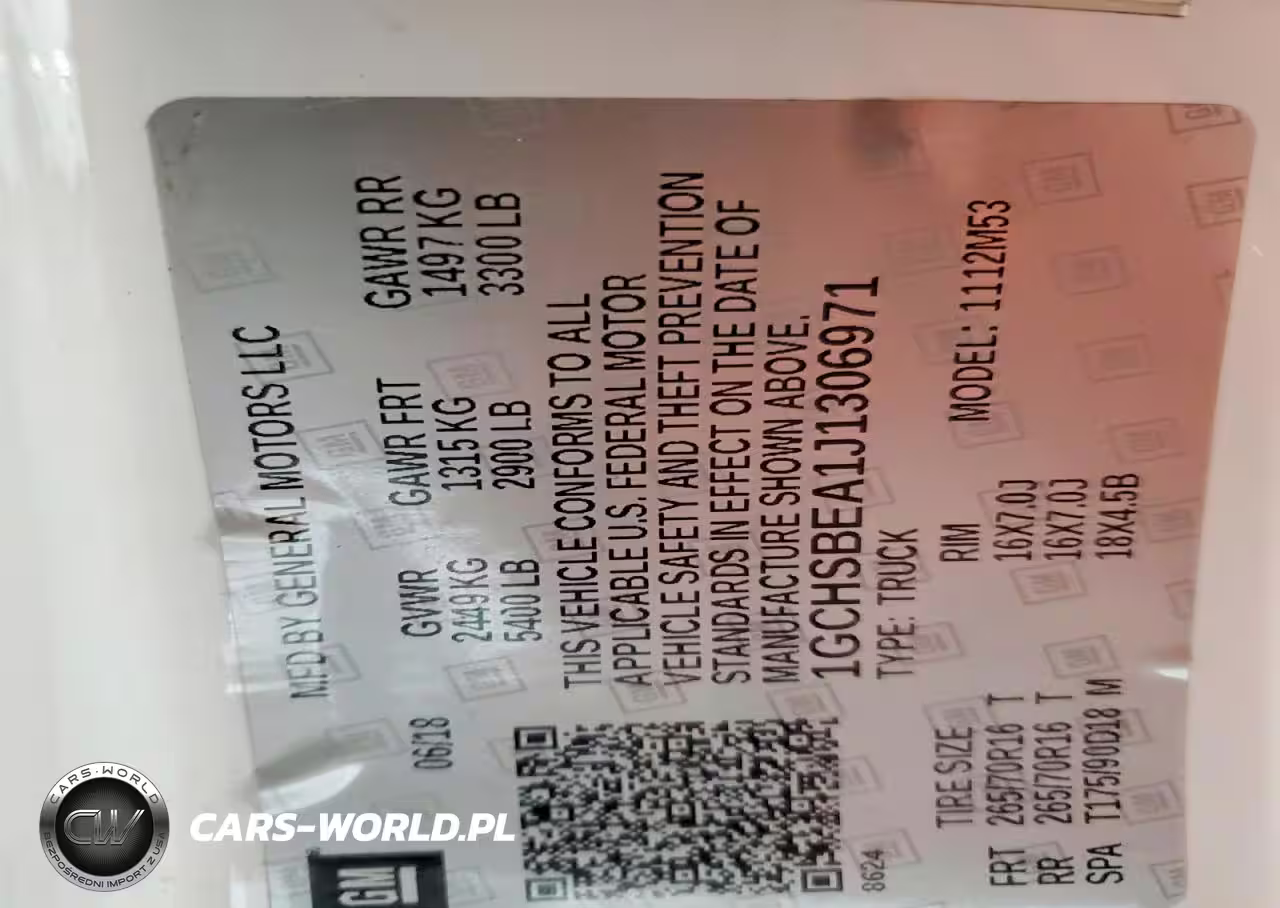 GM
MFD BY GENERAL MOTORS LLC
06/18 GVWR GAWR FRT GAWR RR
2449 KG 1315 KG 1497 KG
5400 LB 2900 LB 3300 LB
THIS VEHICLE CONFORMS TO ALL
APPLICABLE U.S. FEDERAL MOTOR
VEHICLE SAFETY AND THEFT PREVENTION
STANDARDS IN EFFECT ON THE DATE OF
MANUFACTURE SHOWN ABOVE.
1GCHSBEA1J1306971
8624 TYPE: TRUCK
TIRE SIZE RIM MODEL: 1112M53
FRT 265/70R16 T 16X7.0J
RR 265/70R16 T 16X7.0J
SPA T175/90D18 M 18X4.5B
CARS-WORLD
CW
BEZPOŚREDNI IMPORT Z USA
CARS-WORLD.PL